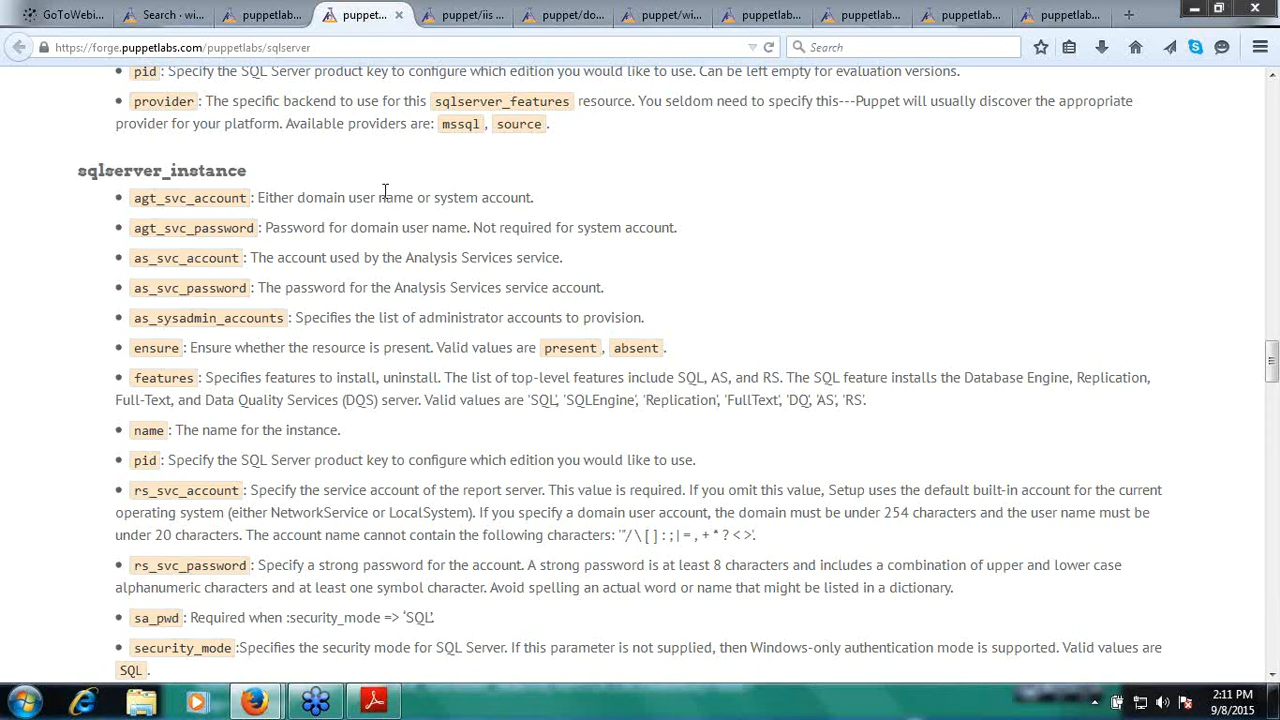 GoToWebi...
Search · wi...
puppetlab...
puppet...
puppet/iis ...
puppet/do...
puppet/wi...
puppetlab...
puppetlab...
puppetlab...
puppetlab...
https://forge.puppetlabs.com/puppetlabs/sqlserver
Search
pid: Specify the SQL Server product key to configure which edition you would like to use. Can be left empty for evaluation versions.
provider: The specific backend to use for this sqlserver_features resource. You seldom need to specify this---Puppet will usually discover the appropriate
provider for your platform. Available providers are: mssql, source.
sqlserver_instance
agt_svc_account: Either domain user name or system account.
agt_svc_password: Password for domain user name. Not required for system account.
as_svc_account: The account used by the Analysis Services service.
as_svc_password: The password for the Analysis Services service account.
as_sysadmin_accounts: Specifies the list of administrator accounts to provision.
ensure: Ensure whether the resource is present. Valid values are present, absent.
features: Specifies features to install, uninstall. The list of top-level features include SQL, AS, and RS. The SQL feature installs the Database Engine, Replication,
Full-Text, and Data Quality Services (DQS) server. Valid values are 'SQL', 'SQLEngine', 'Replication', 'FullText', 'DQ', 'AS', 'RS'.
name: The name for the instance.
pid: Specify the SQL Server product key to configure which edition you would like to use.
rs_svc_account: Specify the service account of the report server. This value is required. If you omit this value, Setup uses the default built-in account for the current
operating system (either NetworkService or LocalSystem). If you specify a domain user account, the domain must be under 254 characters and the user name must be
under 20 characters. The account name cannot contain the following characters: '"/ \ [ ] : ; | = , + * ? < >'.
rs_svc_password: Specify a strong password for the account. A strong password is at least 8 characters and includes a combination of upper and lower case
alphanumeric characters and at least one symbol character. Avoid spelling an actual word or name that might be listed in a dictionary.
sa_pwd: Required when :security_mode => 'SQL'.
security_mode:Specifies the security mode for SQL Server. If this parameter is not supplied, then Windows-only authentication mode is supported. Valid values are
SQL.
2:11 PM
9/8/2015